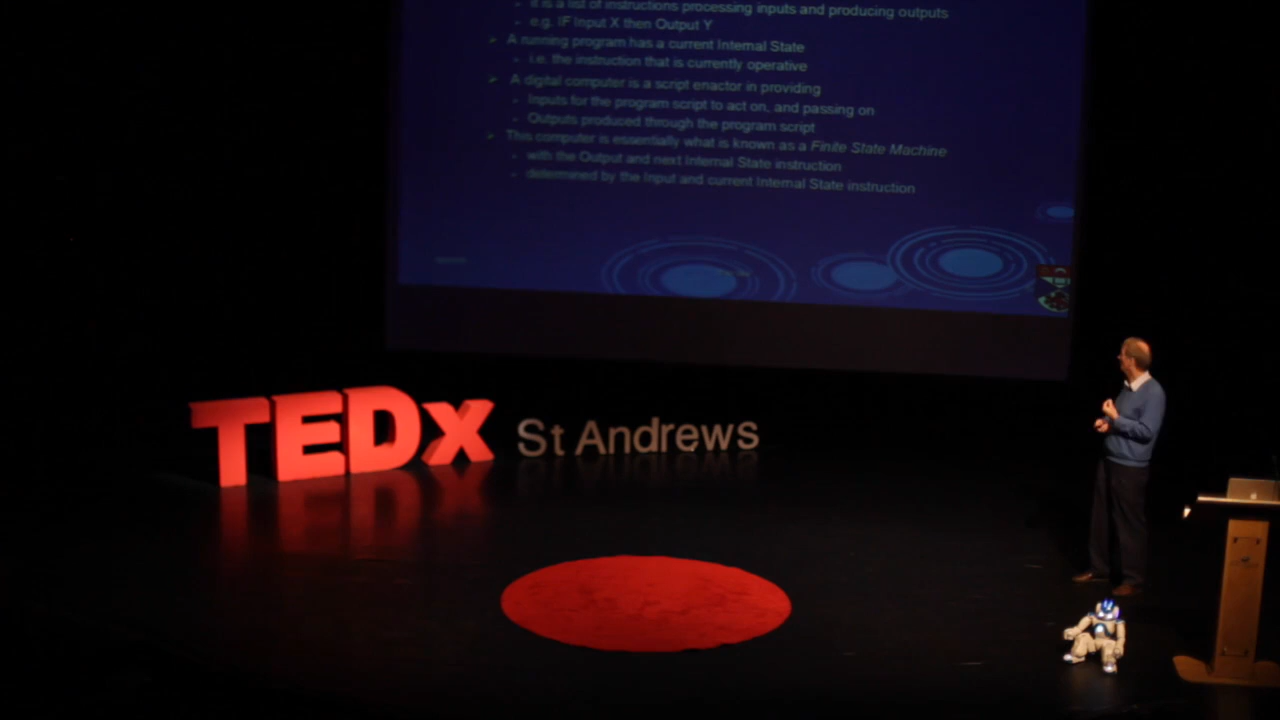 it is a list of instructions processing inputs and producing outputs
e.g. IF Input X then Output Y
A running program has a current Internal State
i.e. the instruction that is currently operative
A digital computer is a script enactor in providing
Inputs for the program script to act on, and passing on
Outputs produced through the program script
This computer is essentially what is known as a Finite State Machine
with the Output and next Internal State instruction
determined by the Input and current Internal State instruction
TEDx St Andrews